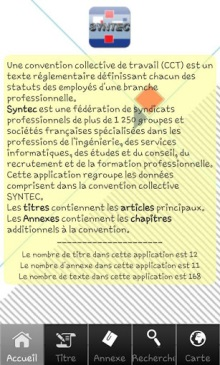 SYNTEC
Une convention collective de travail (CCT) est un
texte réglementaire définissant chacun des
statuts des employés d'une branche
professionnelle.
Syntec est une fédération de syndicats
professionnels de plus de 1 250 groupes et
sociétés françaises spécialisées dans les
professions de l'ingénierie, des services
informatiques, des études et du conseil, du
recrutement et de la formation professionnelle.
Cette application regroupe les données
comprisent dans la convention collective
SYNTEC.
Les titres contiennent les articles principaux.
Les Annexes contiennent les chapitres
additionnels à la convention.
--------------------
Le nombre de titre dans cette application est 12
Le nombre d'annexe dans cette application est 11
Le nombre de texte dans cette application est 168
Accueil Titre Annexe Recherche Carte